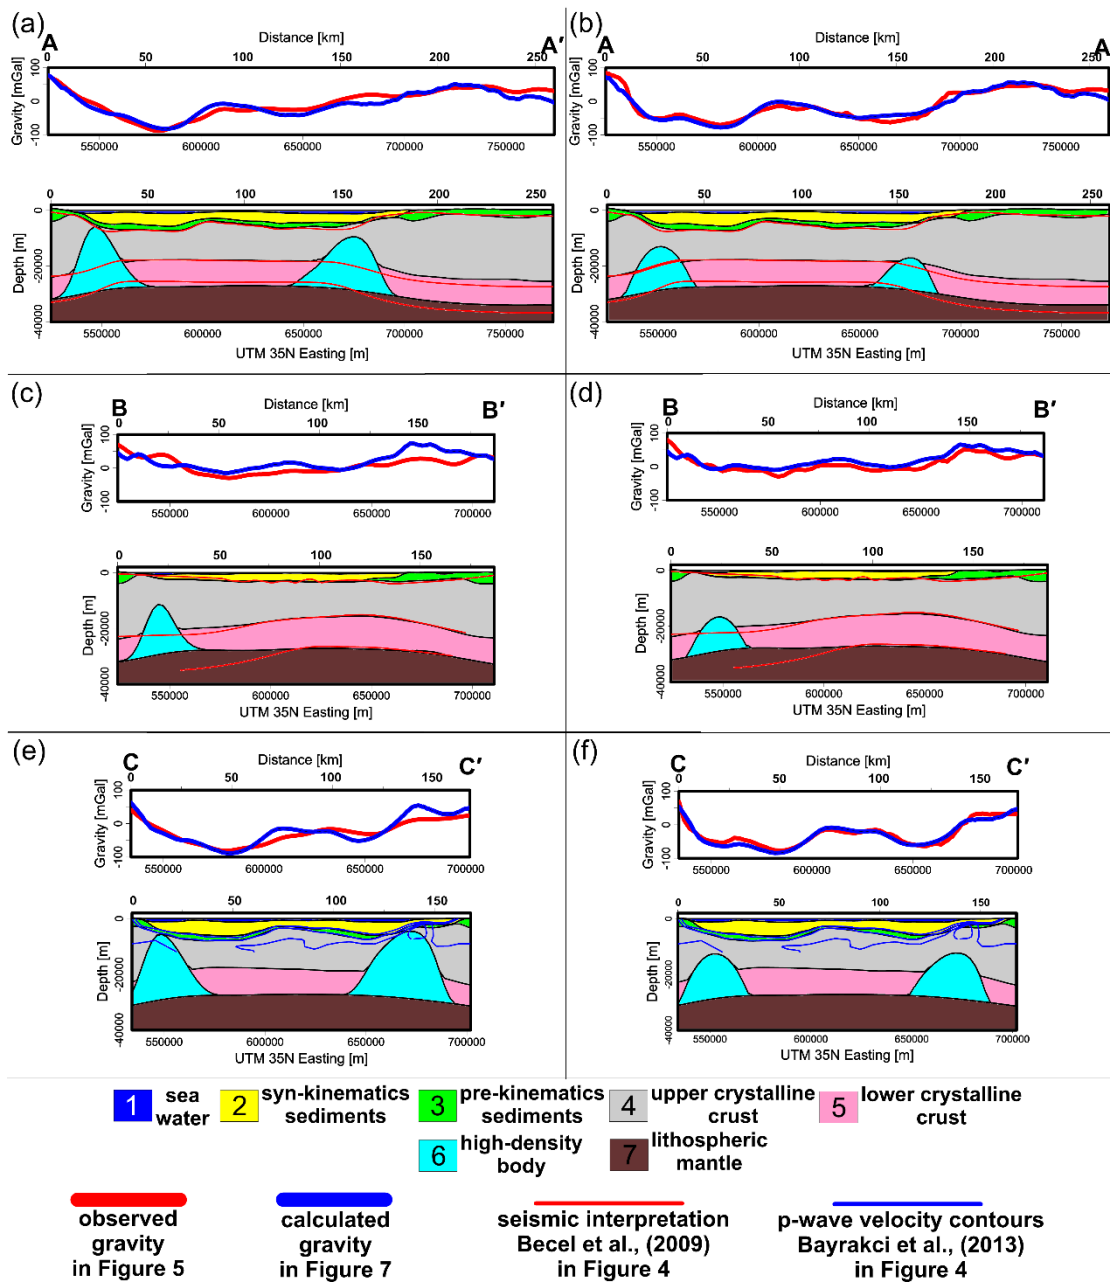 (a)
Distance [km]
A
A'
0 50 100 150 200 250
Gravity [mGal]
100
0
-100
550000 600000 650000 700000 750000
0 50 100 150 200 250
Depth [m]
0
-20000
-40000
550000 600000 650000 700000 750000
UTM 35N Easting [m]
(b)
Distance [km]
A
A
0 50 100 150 200 250
Gravity [mGal]
100
0
-100
550000 600000 650000 700000 750000
0 50 100 150 200 250
Depth [m]
0
-20000
-40000
550000 600000 650000 700000 750000
UTM 35N Easting [m]
(c)
Distance [km]
B
B'
0 50 100 150
Gravity [mGal]
100
0
-100
550000 600000 650000 700000
0 50 100 150
Depth [m]
0
-20000
-40000
550000 600000 650000 700000
UTM 35N Easting [m]
(d)
Distance [km]
B
B'
0 50 100 150
Gravity [mGal]
100
0
-100
550000 600000 650000 700000
0 50 100 150
Depth [m]
0
-20000
-40000
550000 600000 650000 700000
UTM 35N Easting [m]
(e)
Distance [km]
C
C'
0 50 100 150
Gravity [mGal]
100
0
-100
550000 600000 650000 700000
0 50 100 150
Depth [m]
0
-20000
-40000
550000 600000 650000 700000
UTM 35N Easting [m]
(f)
Distance [km]
C
C'
0 50 100 150
Gravity [mGal]
100
0
-100
550000 600000 650000 700000
0 50 100 150
Depth [m]
0
-20000
-40000
550000 600000 650000 700000
UTM 35N Easting [m]
1 sea
water
2 syn-kinematics
sediments
3 pre-kinematics
sediments
4 upper crystalline
crust
5 lower crystalline
crust
6 high-density
body
7 lithospheric
mantle
observed
gravity
in Figure 5
calculated
gravity
in Figure 7
seismic interpretation
Becel et al., (2009)
in Figure 4
p-wave velocity contours
Bayrakci et al., (2013)
in Figure 4